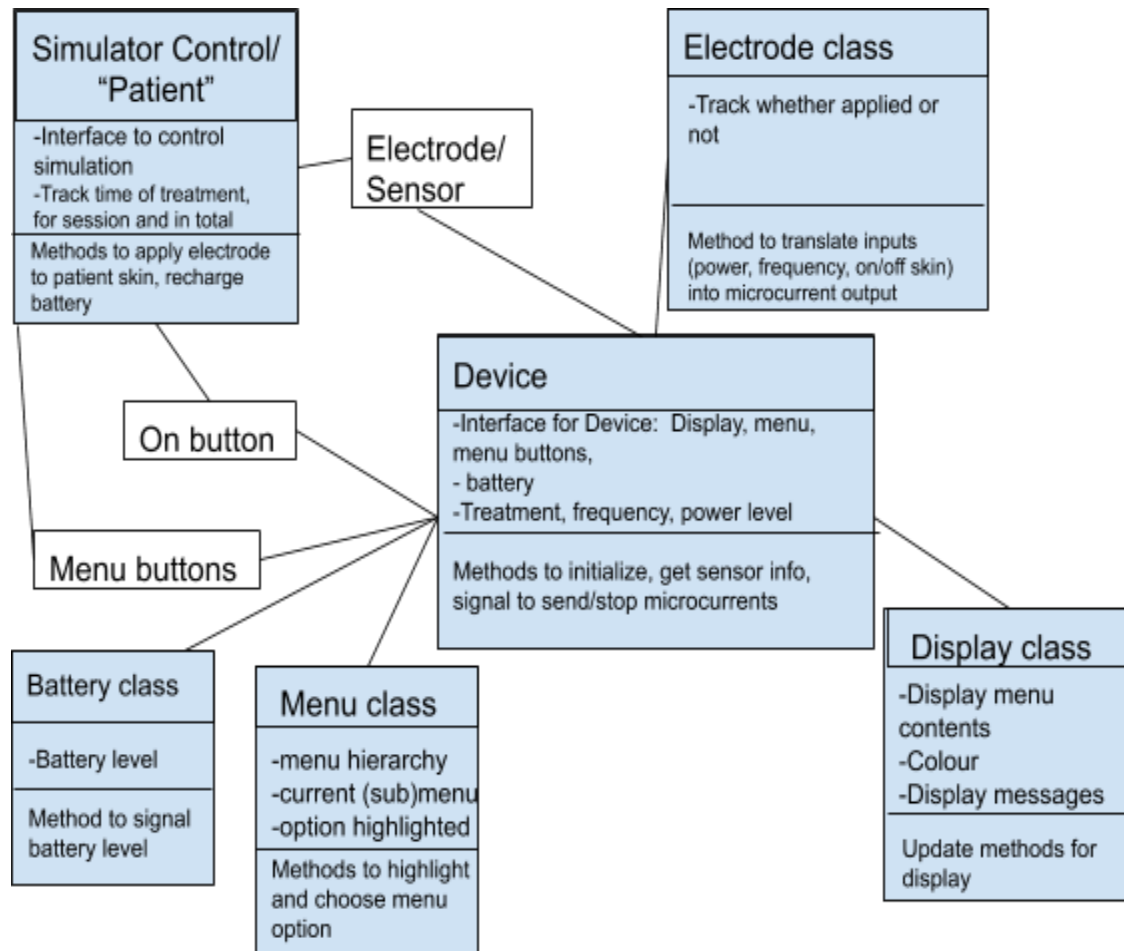 Simulator Control/
“Patient”
-Interface to control
simulation
-Track time of treatment,
for session and in total
Methods to apply electrode
to patient skin, recharge
battery
Electrode/
Sensor
Electrode class
-Track whether applied or
not
Method to translate inputs
(power, frequency, on/off skin)
into microcurrent output
On button
Menu buttons
Device
-Interface for Device:  Display, menu,
menu buttons,
- battery
-Treatment, frequency, power level
Methods to initialize, get sensor info,
signal to send/stop microcurrents
Battery class
-Battery level
Method to signal
battery level
Menu class
-menu hierarchy
-current (sub)menu
-option highlighted
Methods to highlight
and choose menu
option
Display class
-Display menu
contents
-Colour
-Display messages
Update methods for
display